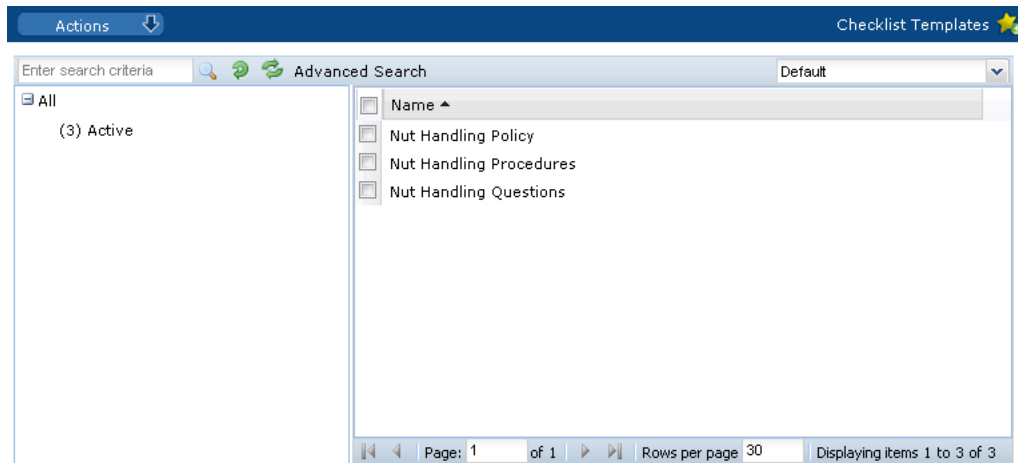 Actions Checklist Templates
Enter search criteria Advanced Search Default
All
(3) Active
Name
Nut Handling Policy
Nut Handling Procedures
Nut Handling Questions
Page: 1 of 1 Rows per page 30 Displaying items 1 to 3 of 3